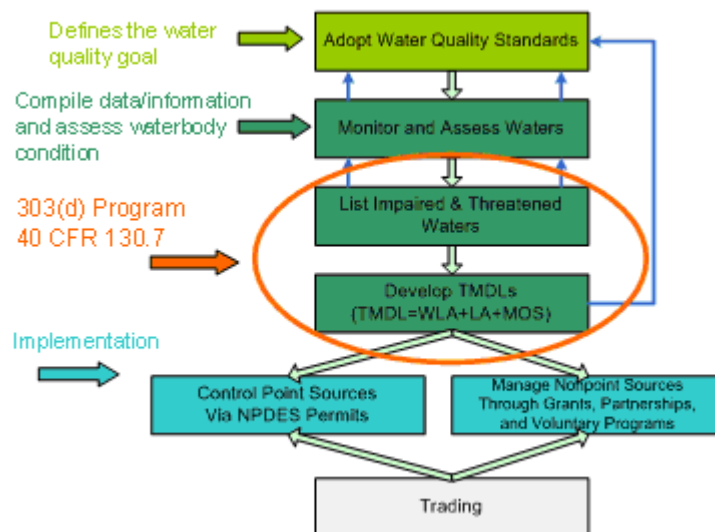 Defines the water
quality goal
Adopt Water Quality Standards
Compile data/information
and assess waterbody
condition
Monitor and Assess Waters
303(d) Program
40 CFR 130.7
List Impaired & Threatened
Waters
Develop TMDLs
(TMDL=WLA+LA+MOS)
Implementation
Control Point Sources
Via NPDES Permits
Manage Nonpoint Sources
Through Grants, Partnerships,
and Voluntary Programs
Trading